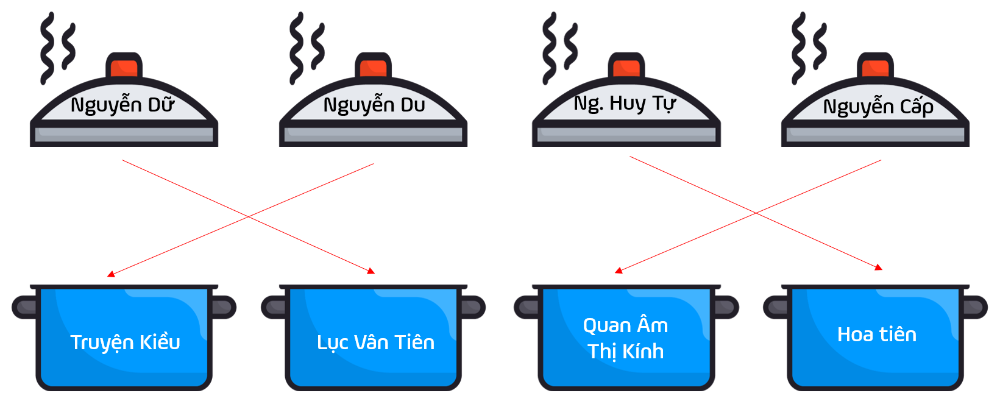 Nguyễn Dữ
Nguyễn Du
Ng. Huy Tự
Nguyễn Cấp
Truyện Kiều
Lục Vân Tiên
Quan Âm
Thị Kính
Hoa tiên